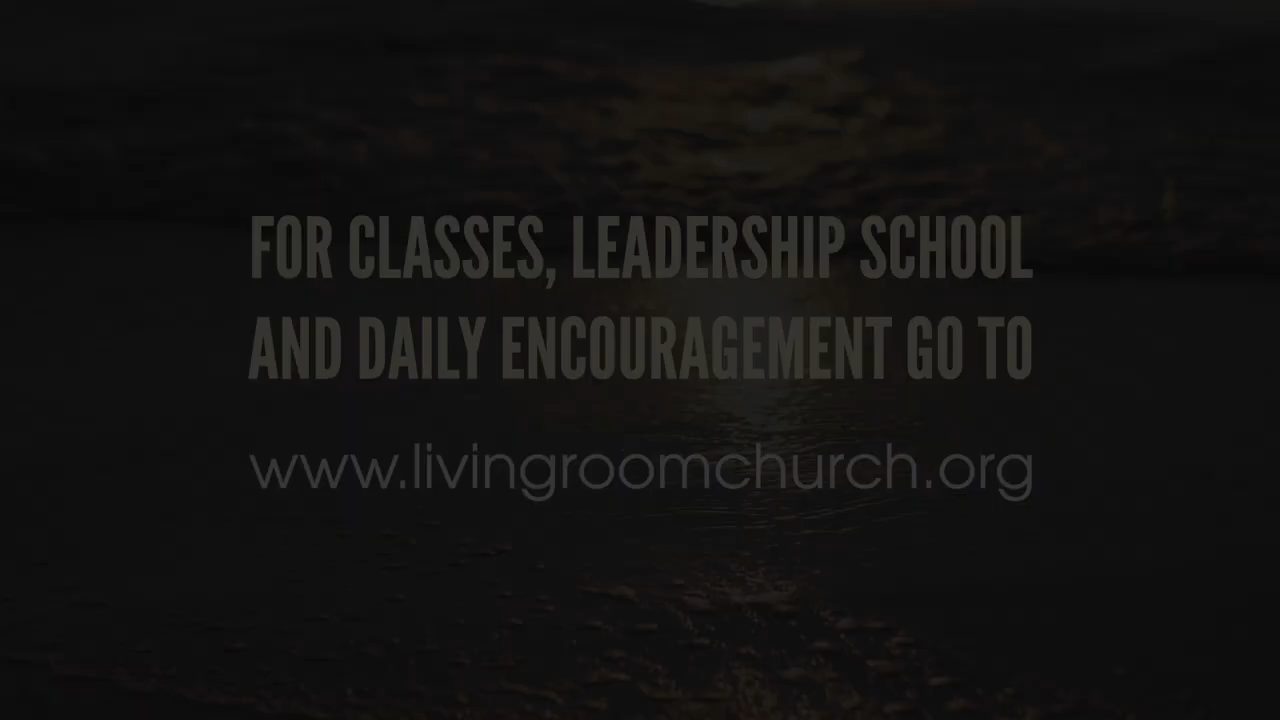 FOR CLASSES, LEADERSHIP SCHOOL
AND DAILY ENCOURAGEMENT GO TO
www.livingroomchurch.org